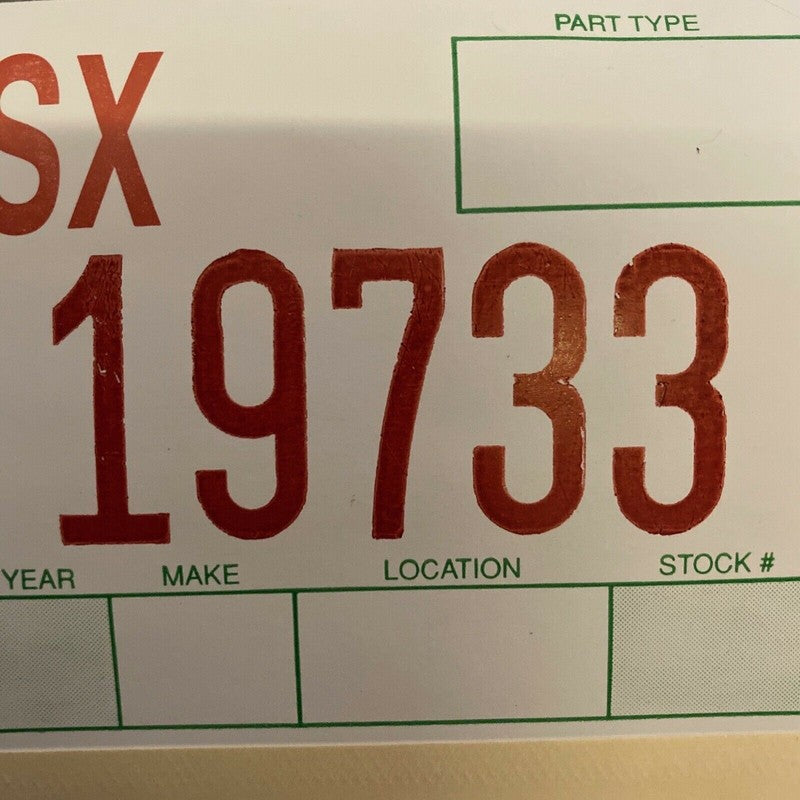 PART TYPE
SX
19733
YEAR MAKE LOCATION STOCK #